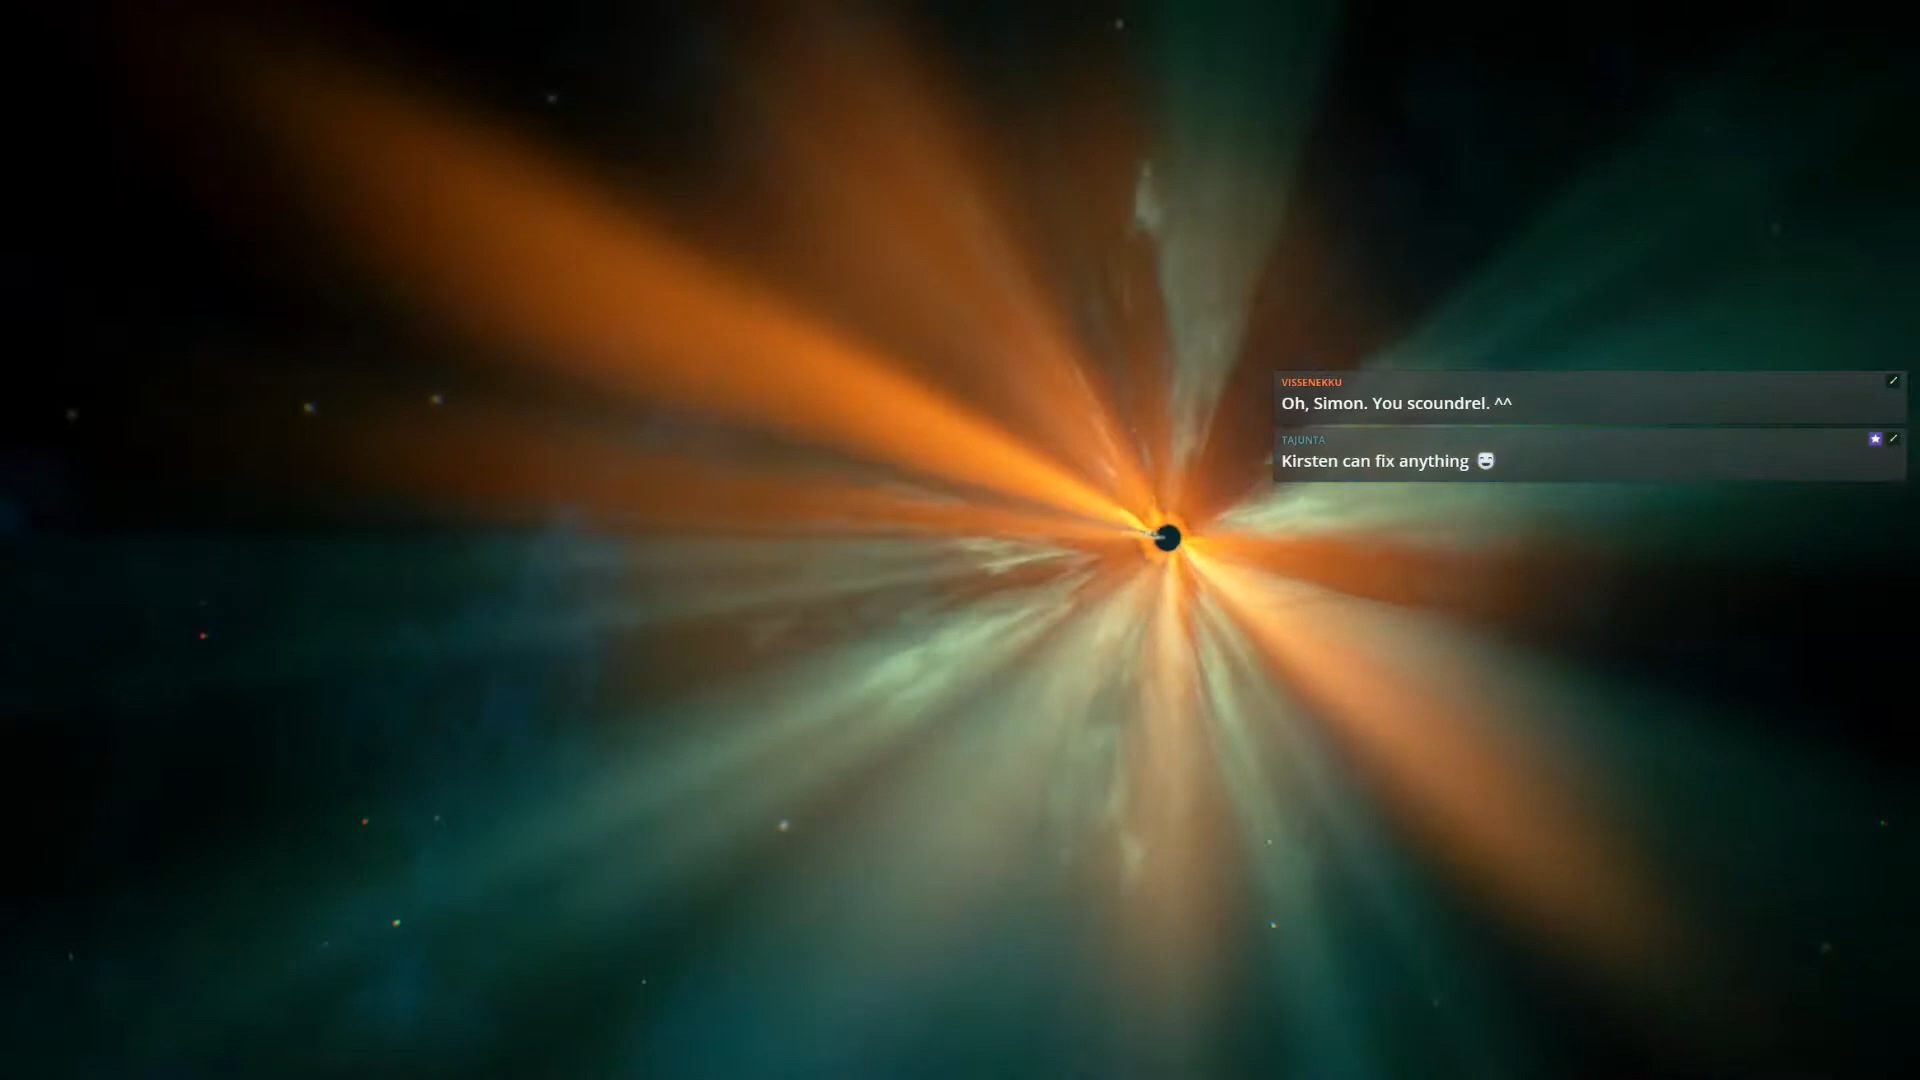 VISSENEKKU
Oh, Simon. You scoundrel. ^^
TAJUNTA
Kirsten can fix anything